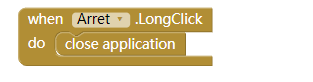 when Arret .LongClick
do close application